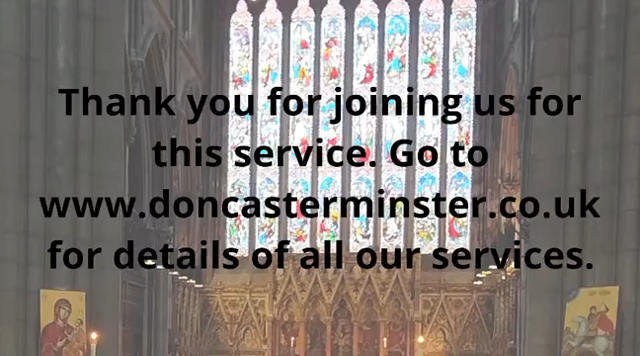 Thank you for joining us for
this service. Go to
www.doncasterminster.co.uk
for details of all our services.